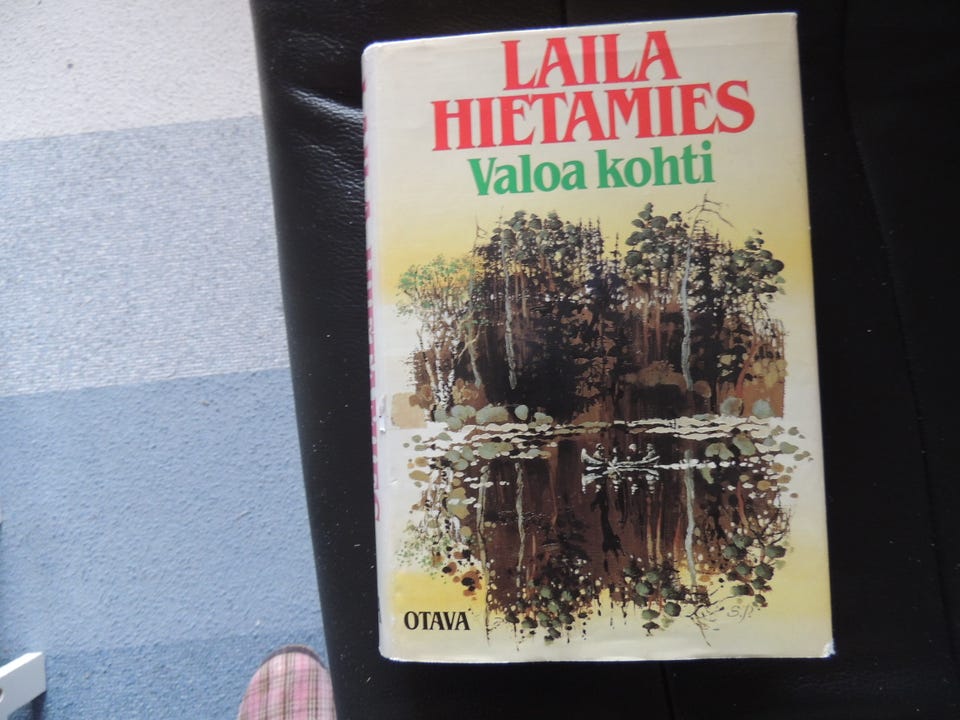 LAILA
HIETAMIES
Valoa kohti
OTAVA
S.P.